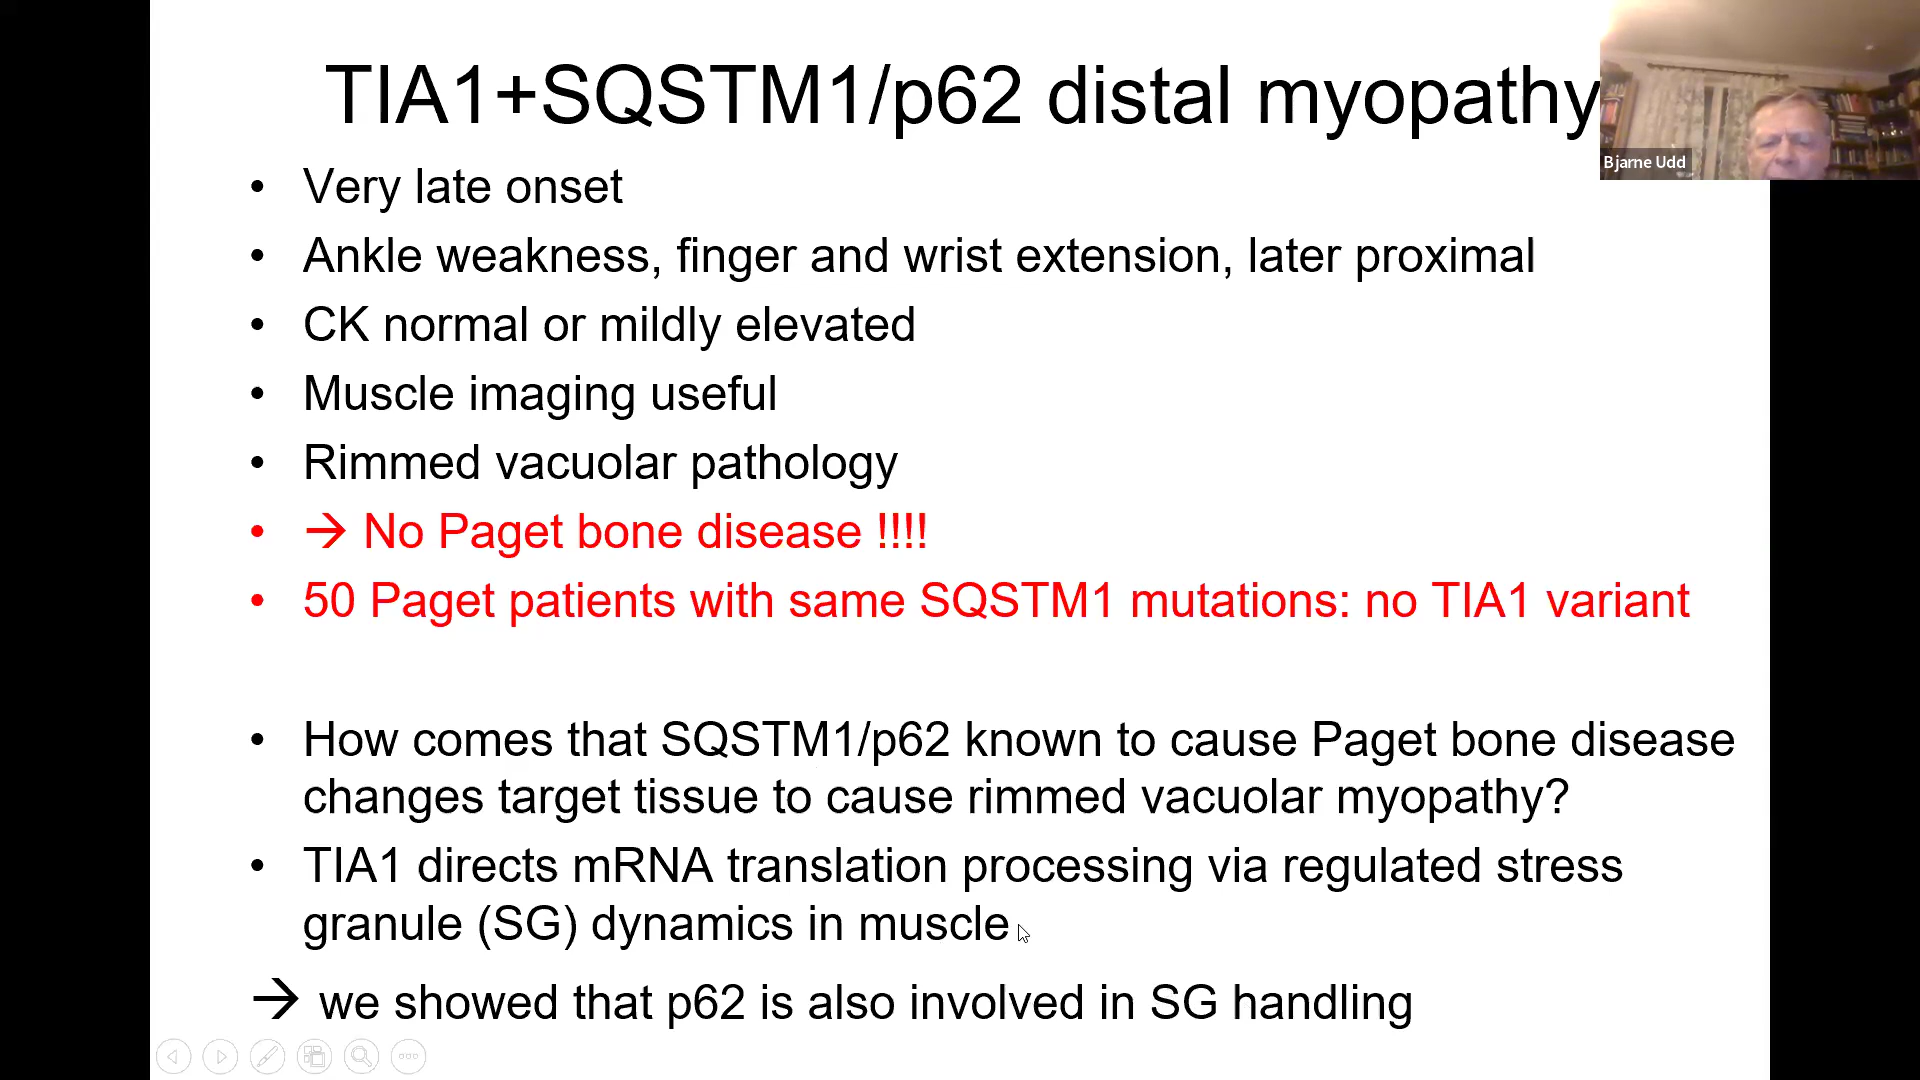 TIA1+SQSTM1/p62 distal myopathy
Bjarne Udd
• Very late onset
• Ankle weakness, finger and wrist extension, later proximal
• CK normal or mildly elevated
• Muscle imaging useful
• Rimmed vacuolar pathology
• → No Paget bone disease !!!!
• 50 Paget patients with same SQSTM1 mutations: no TIA1 variant
• How comes that SQSTM1/p62 known to cause Paget bone disease
changes target tissue to cause rimmed vacuolar myopathy?
• TIA1 directs mRNA translation processing via regulated stress
granule (SG) dynamics in muscle
→ we showed that p62 is also involved in SG handling